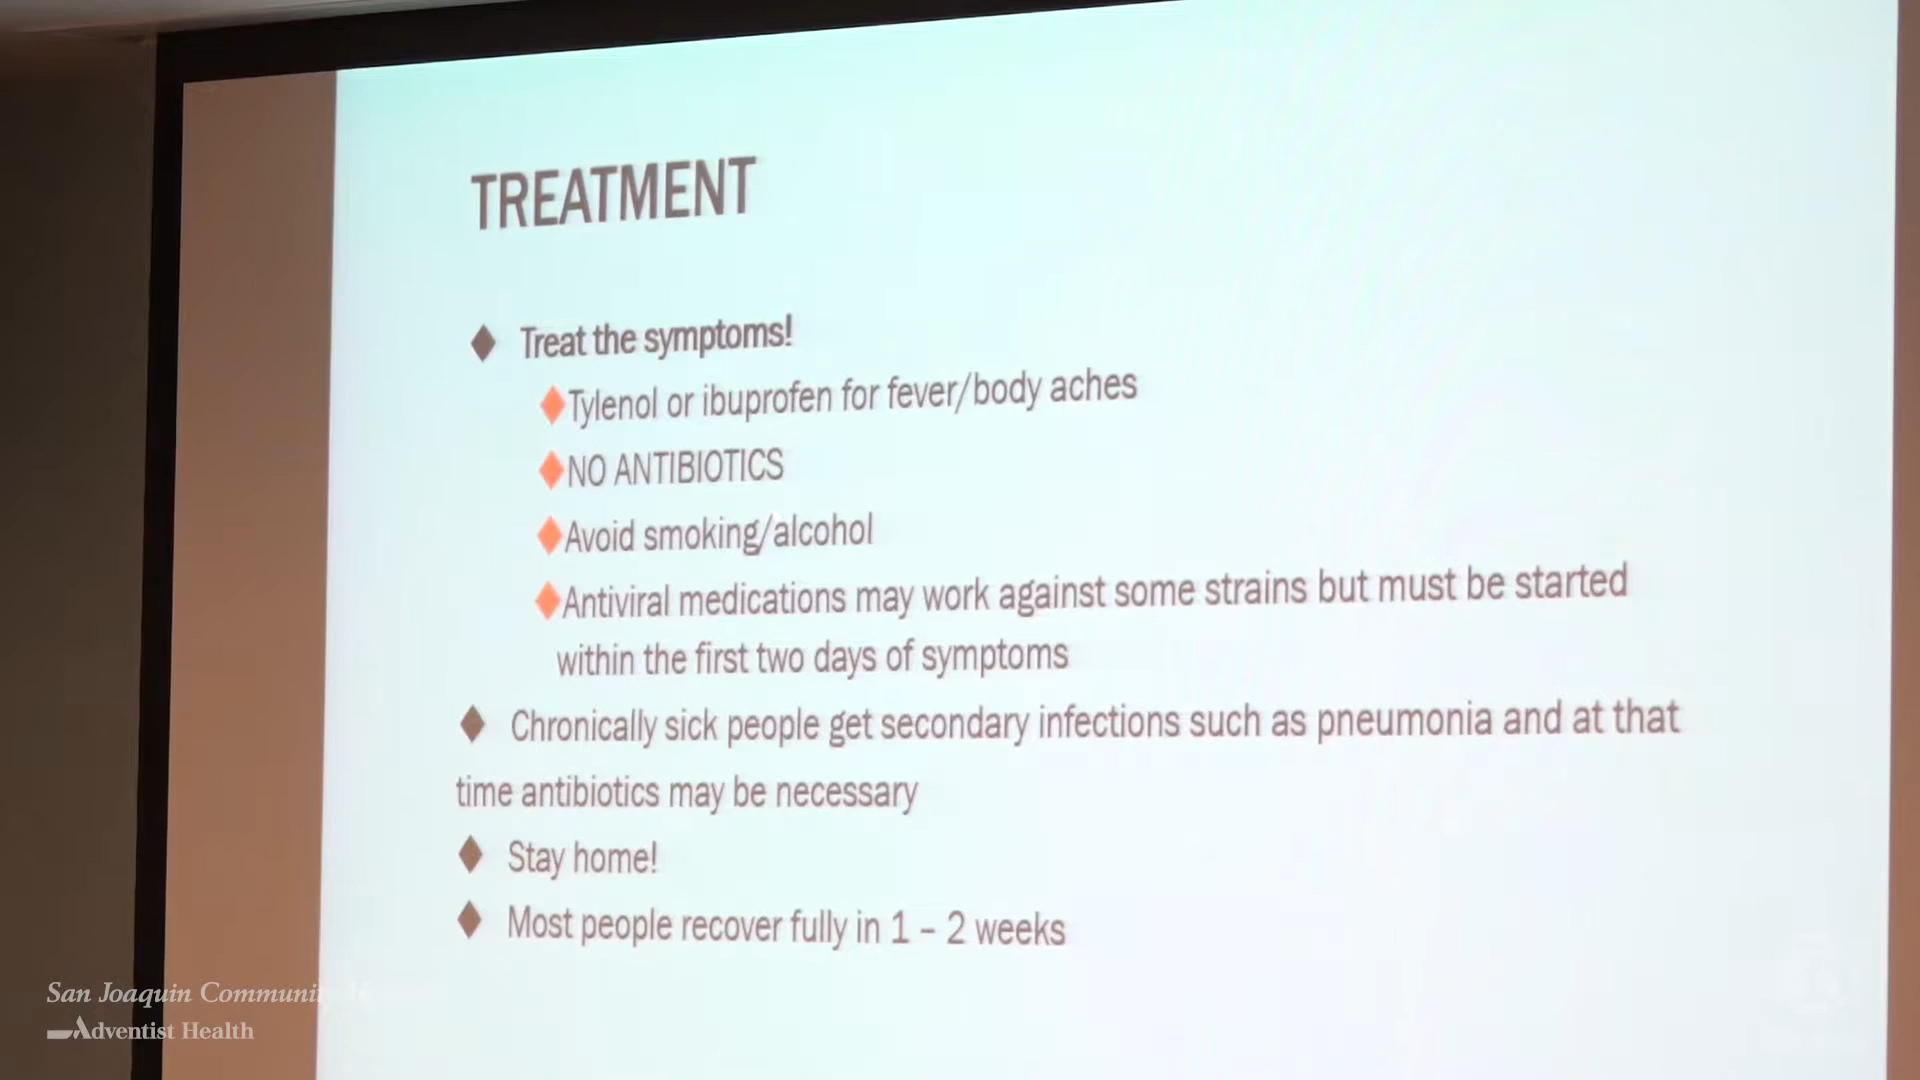 TREATMENT
Treat the symptoms!
Tylenol or ibuprofen for fever/body aches
NO ANTIBIOTICS
Avoid smoking/alcohol
Antiviral medications may work against some strains but must be started
within the first two days of symptoms
Chronically sick people get secondary infections such as pneumonia and at that
time antibiotics may be necessary
Stay home!
Most people recover fully in 1 – 2 weeks
San Joaquin Community
Adventist Health